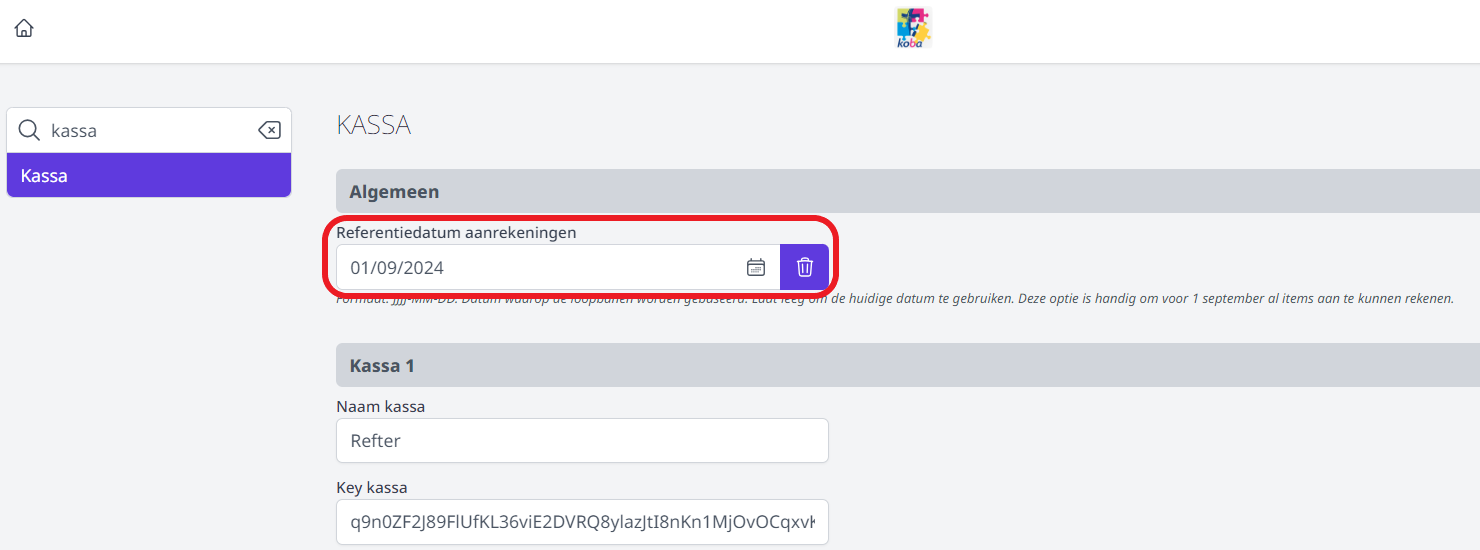 koba
kassa
Kassa
KASSA
Algemeen
Referentiedatum aanrekeningen
01/09/2024
Formaat: JJJJ-MM-DD. Datum waarop de loopbanen worden gebaseerd. Laat leeg om de huidige datum te gebruiken. Deze optie is handig om voor 1 september al items aan te kunnen rekenen.
Kassa 1
Naam kassa
Refter
Key kassa